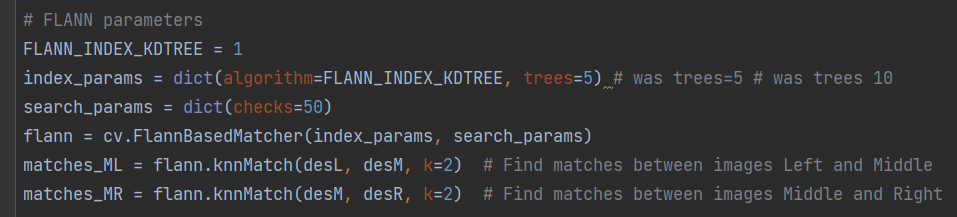 # FLANN parameters
FLANN_INDEX_KDTREE = 1
index_params = dict(algorithm=FLANN_INDEX_KDTREE, trees=5) # was trees=5 # was trees 10
search_params = dict(checks=50)
flann = cv.FlannBasedMatcher(index_params, search_params)
matches_ML = flann.knnMatch(desL, desM, k=2)  # Find matches between images Left and Middle
matches_MR = flann.knnMatch(desM, desR, k=2)  # Find matches between images Middle and Right